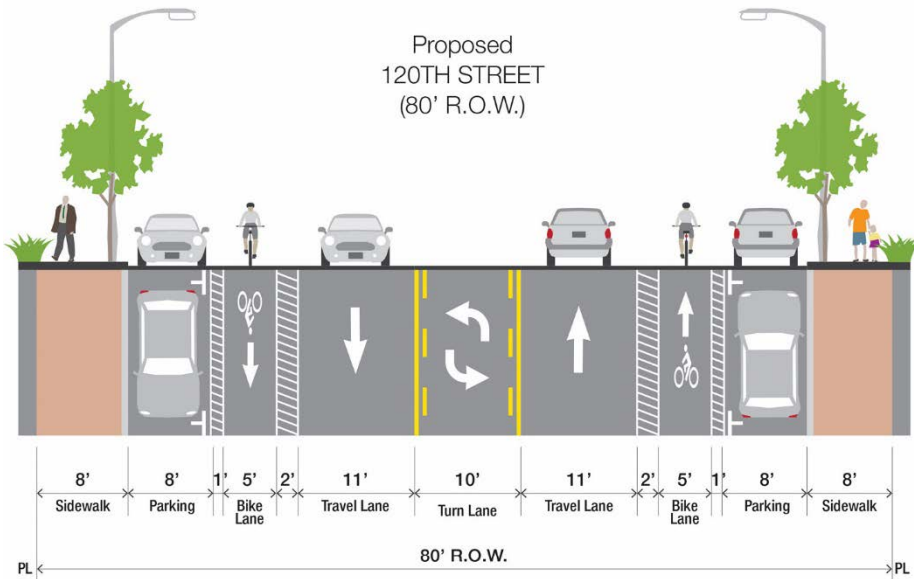 Proposed
120TH STREET
(80' R.O.W.)
8' 8' 1' 5' 2' 11' 10' 11' 2' 5' 1' 8' 8'
Sidewalk Parking Bike Lane Travel Lane Turn Lane Travel Lane Bike Lane Parking Sidewalk
80' R.O.W.
PL PL